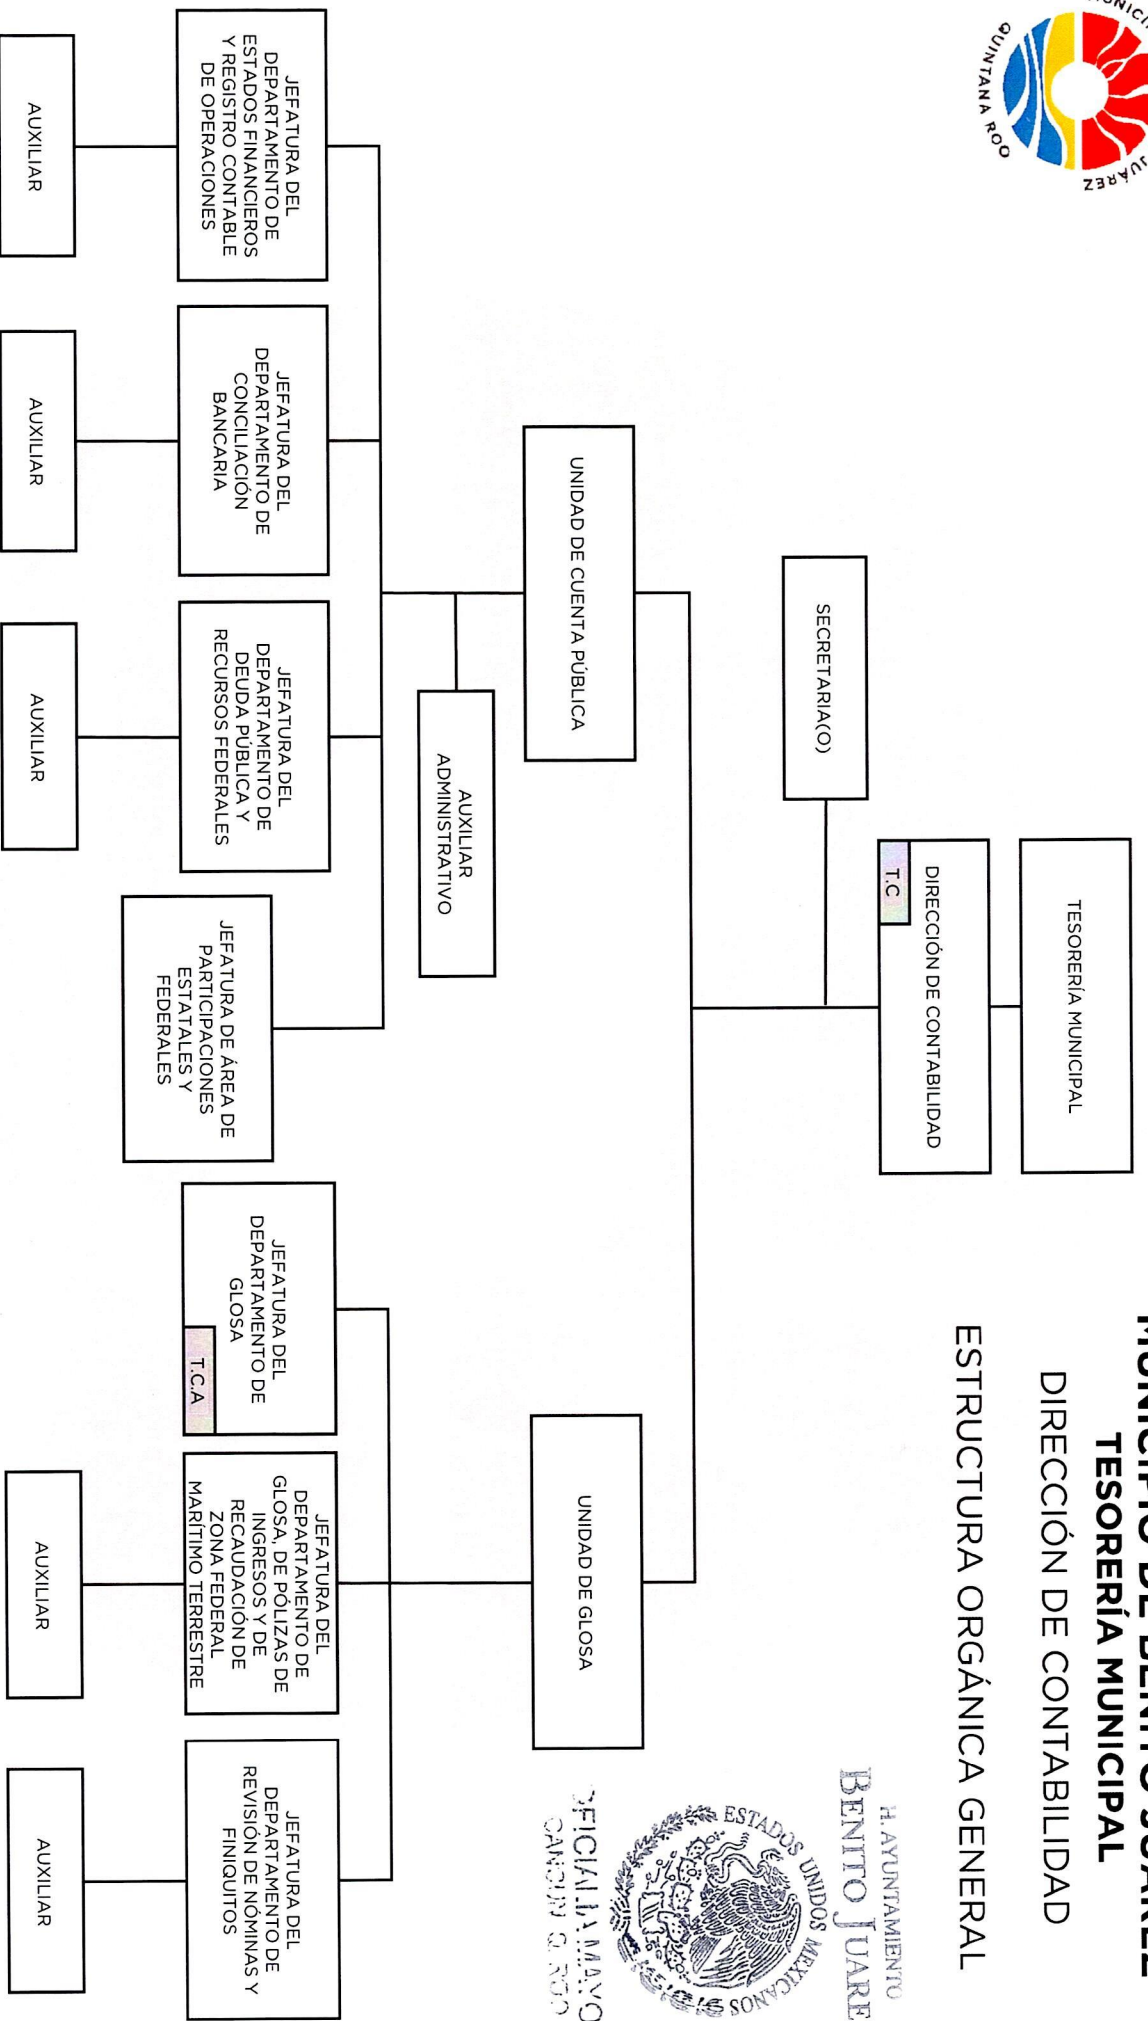 MUNICIPIO DE BENITO JUÁREZ
TESORERÍA MUNICIPAL
DIRECCIÓN DE CONTABILIDAD
ESTRUCTURA ORGÁNICA GENERAL
JUÁREZ
QUINTANA ROO
TESORERÍA MUNICIPAL
DIRECCIÓN DE CONTABILIDAD
T.C
SECRETARIA(O)
H. AYUNTAMIENTO
BENITO JUARE
ESTADOS UNIDOS MEXICANOS
UNIDAD DE CUENTA PÚBLICA
UNIDAD DE GLOSA
AUXILIAR
ADMINISTRATIVO
JEFATURA DEL
DEPARTAMENTO DE
ESTADOS FINANCIEROS
Y REGISTRO CONTABLE
DE OPERACIONES
JEFATURA DEL
DEPARTAMENTO DE
CONCILIACIÓN
BANCARIA
JEFATURA DEL
DEPARTAMENTO DE
DEUDA PÚBLICA Y
RECURSOS FEDERALES
JEFATURA DE ÁREA DE
PARTICIPACIONES
ESTATALES Y
FEDERALES
JEFATURA DEL
DEPARTAMENTO DE
GLOSA
T.C.A
JEFATURA DEL
DEPARTAMENTO DE
GLOSA, DE PÓLIZAS DE
INGRESOS Y DE
RECAUDACIÓN DE
ZONA FEDERAL
MARÍTIMO TERRESTRE
JEFATURA DEL
DEPARTAMENTO DE
REVISIÓN DE NÓMINAS Y
FINIQUITOS
AUXILIAR
AUXILIAR
AUXILIAR
AUXILIAR
AUXILIAR